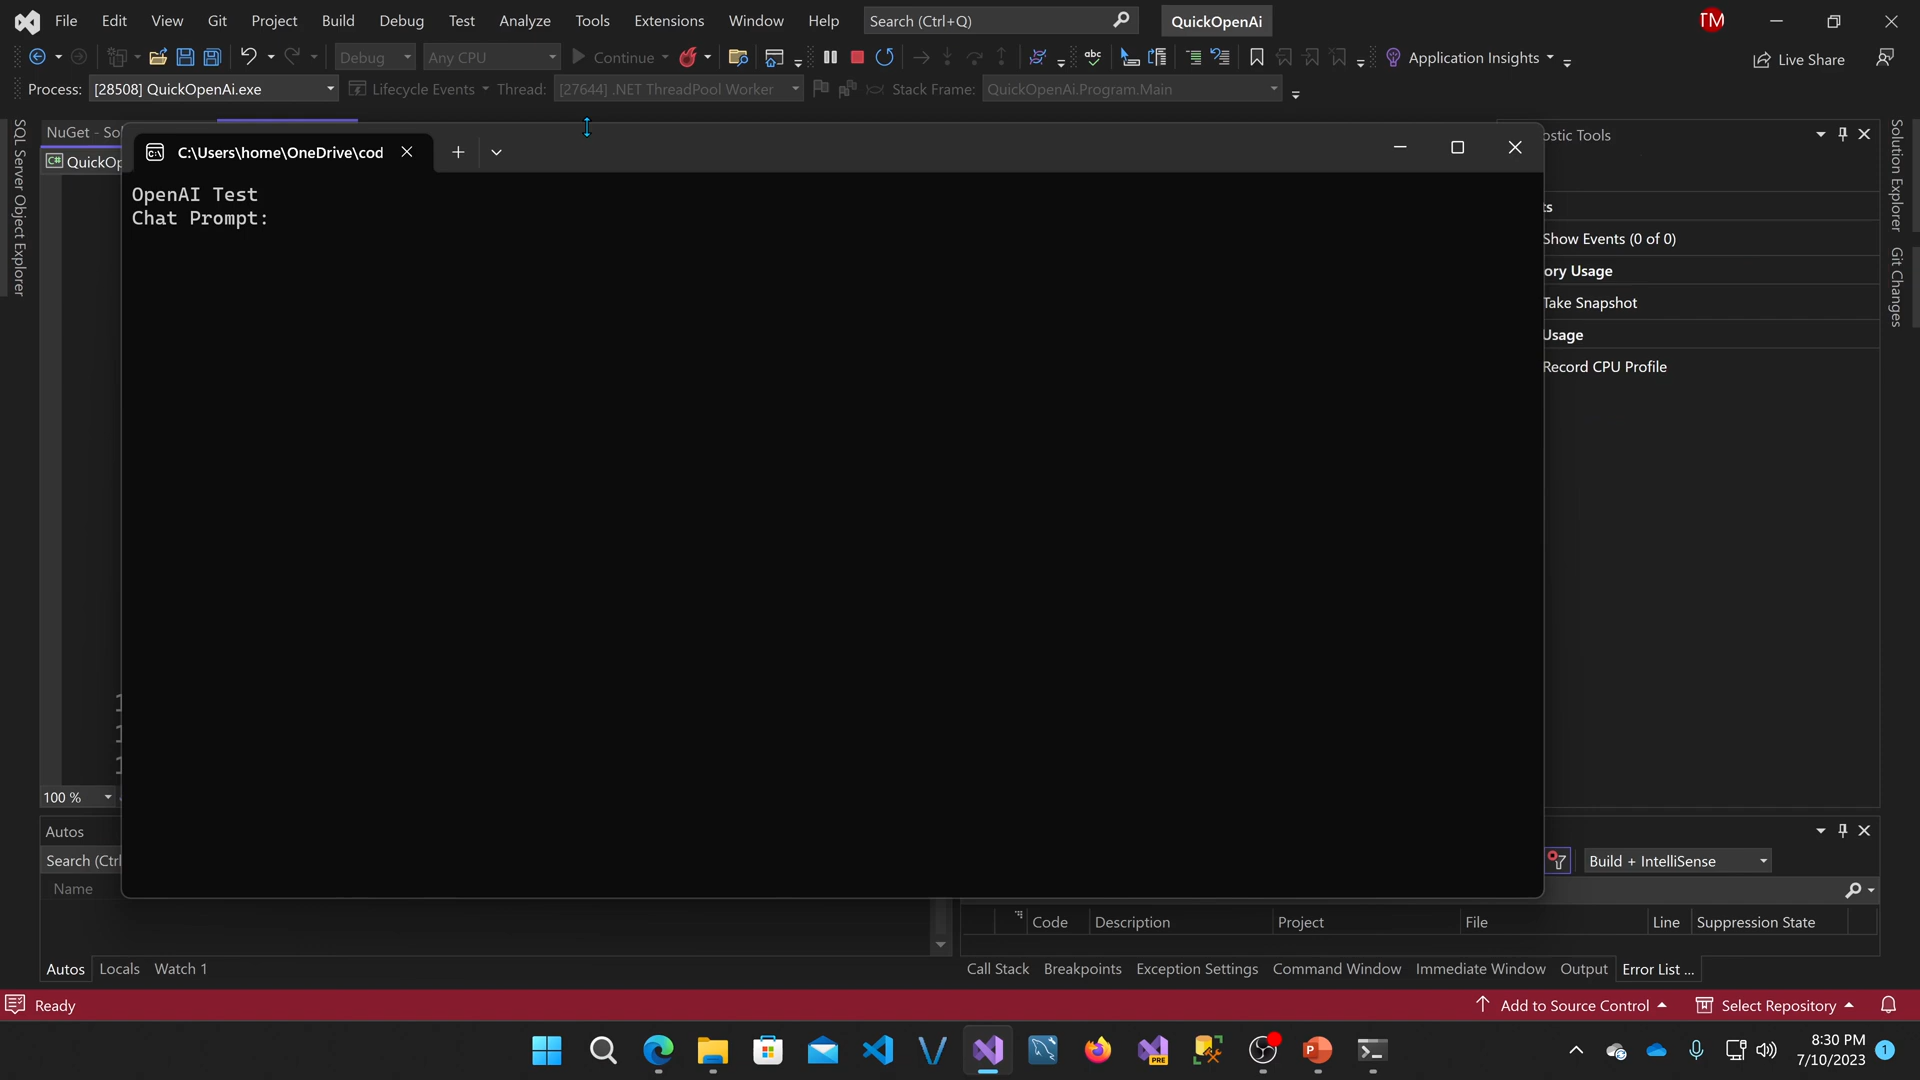 File Edit View Git Project Build Debug Test Analyze Tools Extensions Window Help Search (Ctrl+Q) QuickOpenAi TM
Debug Any CPU Continue abc Application Insights Live Share
Process: [28508] QuickOpenAi.exe Lifecycle Events Thread: [27644] .NET ThreadPool Worker Stack Frame: QuickOpenAi.Program.Main
SQL Server Object Explorer
NuGet - So
C# QuickOp
C:\Users\home\OneDrive\cod
OpenAI Test
Chat Prompt:
ostic Tools
ts
Show Events (0 of 0)
ory Usage
Take Snapshot
Usage
Record CPU Profile
Solution Explorer
Git Changes
100 %
Autos
Search (Ctrl
Name
Build + IntelliSense
Code Description Project File Line Suppression State
Autos Locals Watch 1
Call Stack Breakpoints Exception Settings Command Window Immediate Window Output Error List ...
Ready
Add to Source Control Select Repository
PRE
8:30 PM
7/10/2023
1